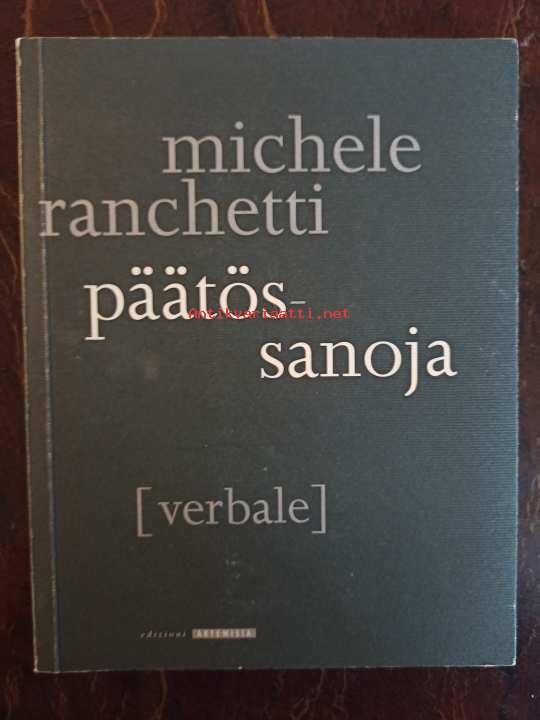 michele
ranchetti
päätös-
Antikvariaatti.net
sanoja
[verbale]
edizioni ARTEMISIA